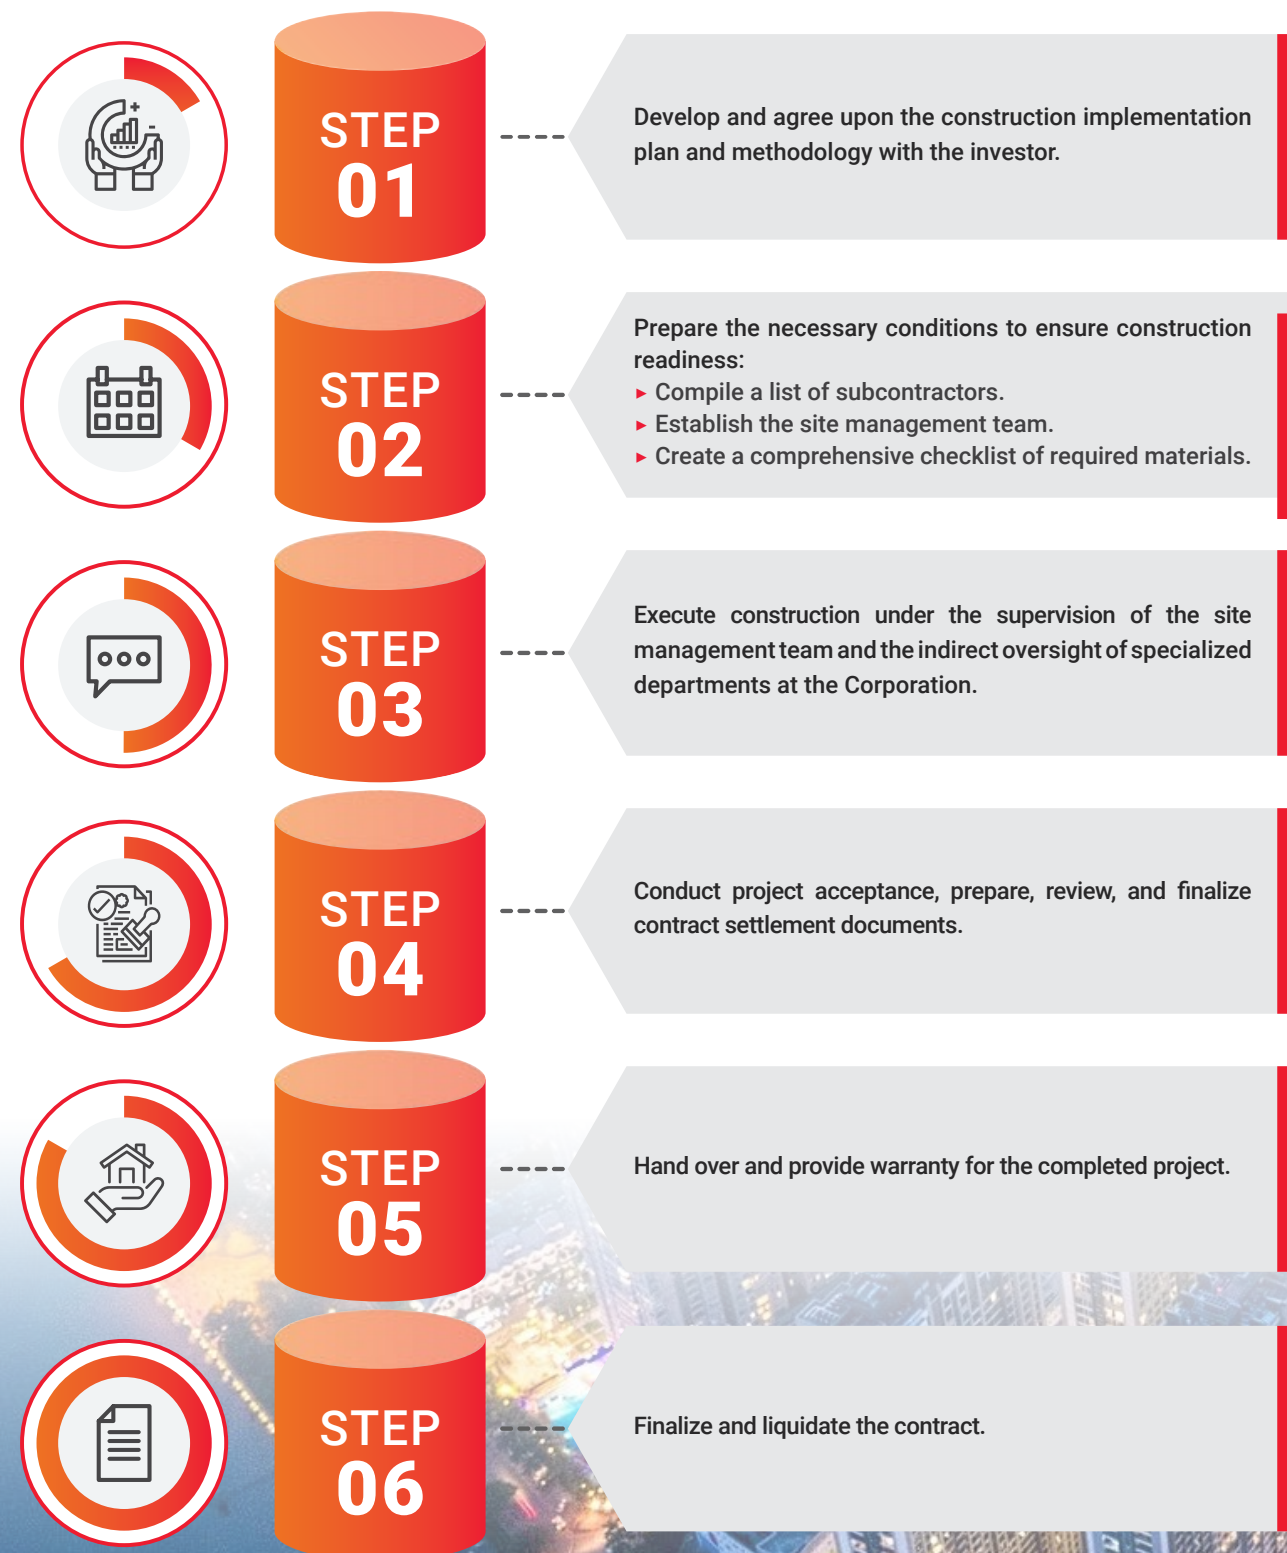 STEP
01
Develop and agree upon the construction implementation
plan and methodology with the investor.
STEP
02
Prepare the necessary conditions to ensure construction
readiness:
► Compile a list of subcontractors.
► Establish the site management team.
► Create a comprehensive checklist of required materials.
STEP
03
Execute construction under the supervision of the site
management team and the indirect oversight of specialized
departments at the Corporation.
STEP
04
Conduct project acceptance, prepare, review, and finalize
contract settlement documents.
STEP
05
Hand over and provide warranty for the completed project.
STEP
06
Finalize and liquidate the contract.